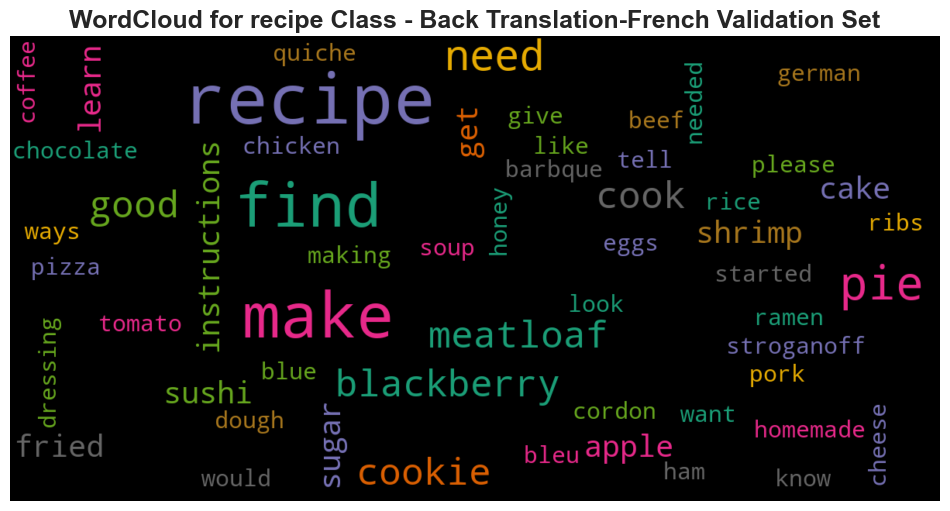 WordCloud for recipe Class - Back Translation-French Validation Set
coffee
learn
quiche
need
german
recipe
needed
get
give
beef
chocolate
chicken
like
tell
please
barbque
instructions
good
find
honey
cook
rice
cake
ways
shrimp
ribs
making
soup
eggs
pizza
started
pie
make
look
tomato
meatloaf
ramen
stroganoff
dressing
blue
blackberry
pork
sushi
dough
sugar
cordon
want
homemade
cheese
fried
bleu
apple
would
cookie
ham
know